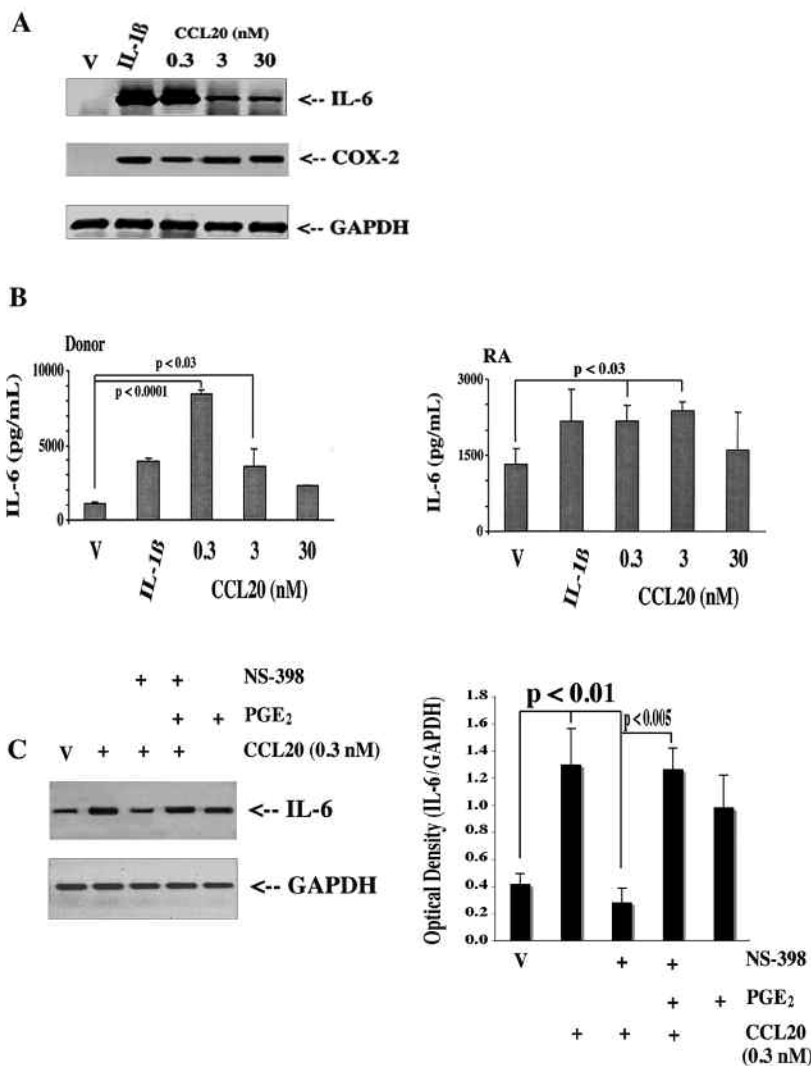 A
V IL-1ß CCL20 (nM)
0.3 3 30
<-- IL-6
<-- COX-2
<-- GAPDH
B
Donor
p < 0.03
p < 0.0001
IL-6 (pg/mL)
10000
5000
0
V IL-1ß 0.3 3 30
CCL20 (nM)
RA
p < 0.03
IL-6 (pg/mL)
3000
1500
0
V IL-1ß 0.3 3 30
CCL20 (nM)
C
+ + NS-398
+ + PGE2
V + + + CCL20 (0.3 nM)
<-- IL-6
<-- GAPDH
p < 0.01
p<0.005
Optical Density (IL-6/GAPDH)
1.8
1.6
1.4
1.2
1.0
0.8
0.6
0.4
0.2
0.0
V + + NS-398
+ + PGE2
+ + + CCL20
(0.3 nM)